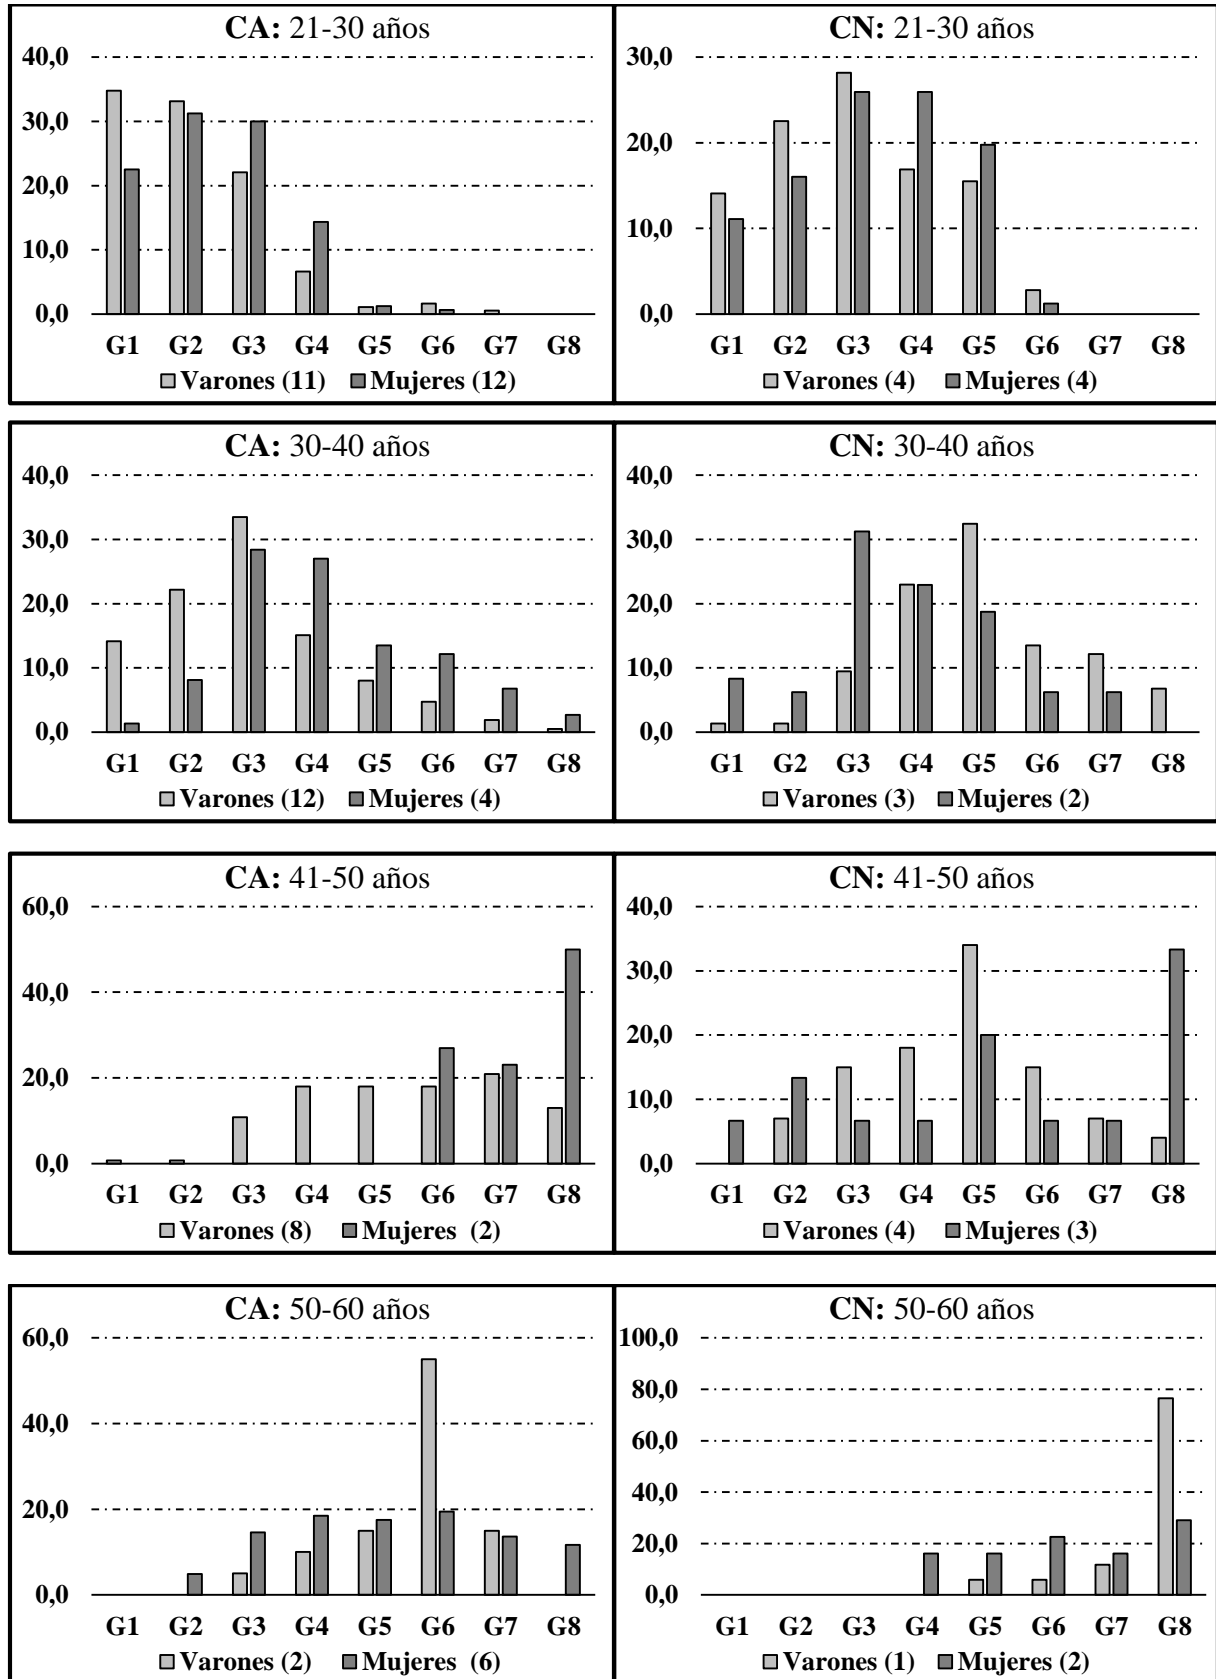 CA: 21-30 años
40,0
30,0
20,0
10,0
0,0
G1 G2 G3 G4 G5 G6 G7 G8
Varones (11) Mujeres (12)
CN: 21-30 años
30,0
20,0
10,0
0,0
G1 G2 G3 G4 G5 G6 G7 G8
Varones (4) Mujeres (4)
CA: 30-40 años
40,0
30,0
20,0
10,0
0,0
G1 G2 G3 G4 G5 G6 G7 G8
Varones (12) Mujeres (4)
CN: 30-40 años
40,0
30,0
20,0
10,0
0,0
G1 G2 G3 G4 G5 G6 G7 G8
Varones (3) Mujeres (2)
CA: 41-50 años
60,0
40,0
20,0
0,0
G1 G2 G3 G4 G5 G6 G7 G8
Varones (8) Mujeres (2)
CN: 41-50 años
40,0
30,0
20,0
10,0
0,0
G1 G2 G3 G4 G5 G6 G7 G8
Varones (4) Mujeres (3)
CA: 50-60 años
60,0
40,0
20,0
0,0
G1 G2 G3 G4 G5 G6 G7 G8
Varones (2) Mujeres (6)
CN: 50-60 años
100,0
80,0
60,0
40,0
20,0
0,0
G1 G2 G3 G4 G5 G6 G7 G8
Varones (1) Mujeres (2)